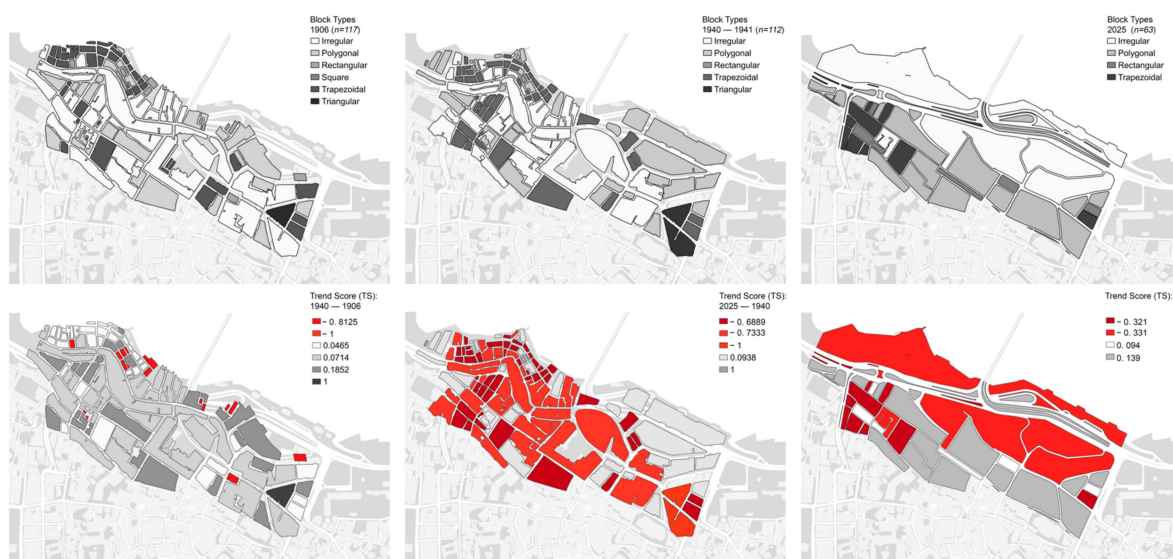 Block Types
1906 (n=117)
Irregular
Polygonal
Rectangular
Square
Trapezoidal
Triangular
Block Types
1940 — 1941 (n=112)
Irregular
Polygonal
Rectangular
Trapezoidal
Triangular
Block Types
2025 (n=63)
Irregular
Polygonal
Rectangular
Trapezoidal
Trend Score (TS):
1940 — 1906
− 0. 8125
− 1
0.0465
0.0714
0.1852
1
Trend Score (TS):
2025 — 1940
− 0. 6889
− 0. 7333
− 1
0.0938
1
Trend Score (TS):
− 0. 321
− 0. 331
0. 094
0. 139